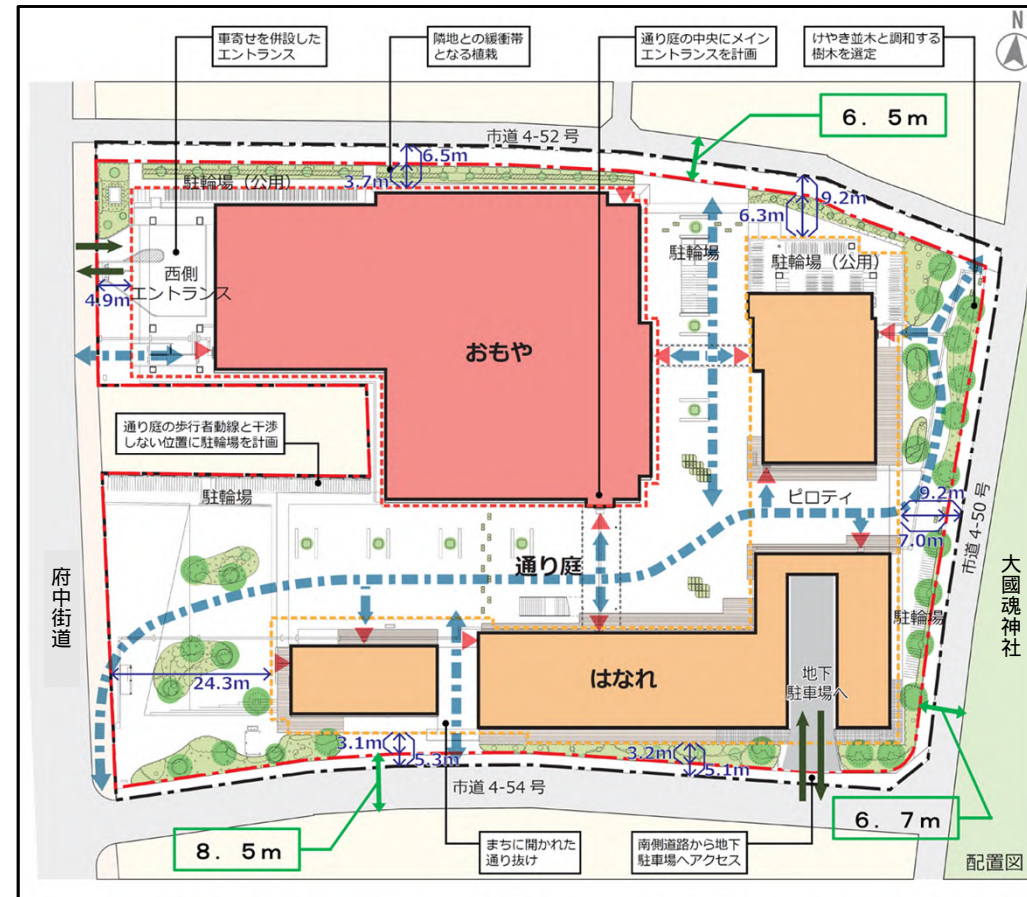 N
車寄せを併設した
エントランス
隣地との緩衝帯
となる植栽
通り庭の中央にメイン
エントランスを計画
けやき並木と調和する
樹木を選定
6.5m
市道 4-52 号
6.5m
3.7m
9.2m
6.3m
駐輪場（公用）
駐輪場
駐輪場（公用）
西側
エントランス
4.9m
おもや
通り庭の歩行者動線と干渉
しない位置に駐輪場を計画
駐輪場
ピロティ
9.2m
7.0m
市道 4-50 号
府中街道
通り庭
大國魂神社
駐輪場
24.3m
はなれ
地下
駐車場へ
3.1m
5.3m
3.2m
5.1m
市道 4-54 号
8.5m
まちに開かれた
通り抜け
南側道路から地下
駐車場へアクセス
6.7m
配置図